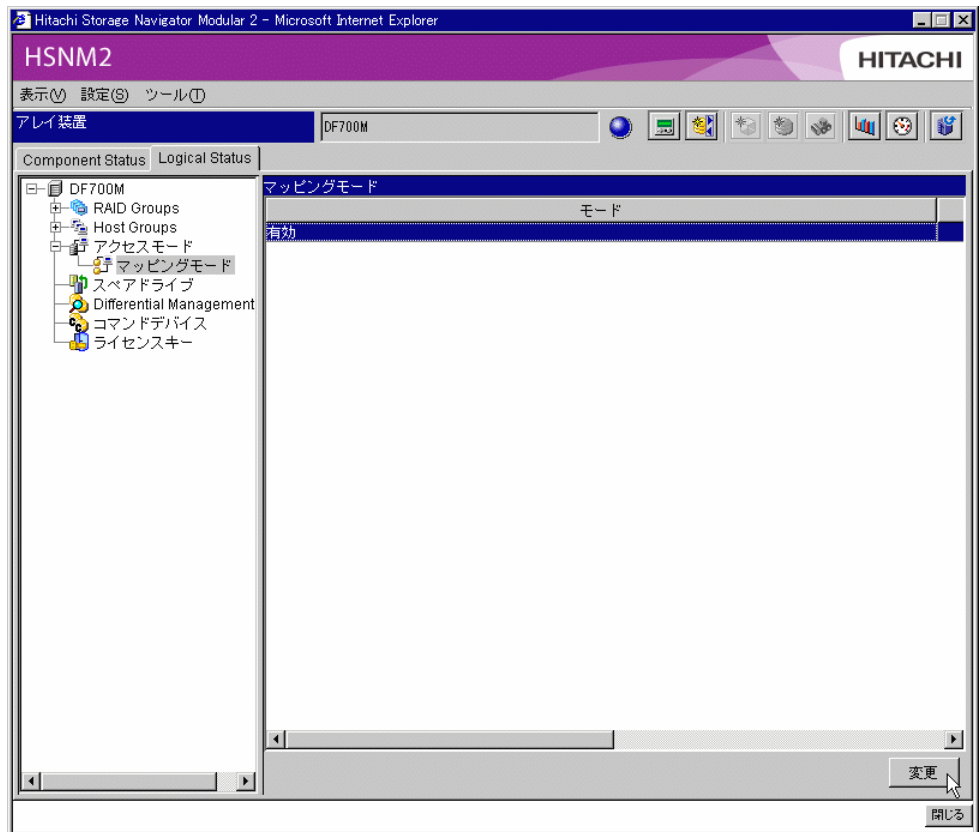 Hitachi Storage Navigator Modular 2 - Microsoft Internet Explorer
HSNM2
HITACHI
表示(V) 設定(S) ツール(T)
アレイ装置
DF700M
Component Status
Logical Status
DF700M
RAID Groups
Host Groups
アクセスモード
マッピングモード
スペアドライブ
Differential Management
コマンドデバイス
ライセンスキー
マッピングモード
モード
有効
変更
閉じる